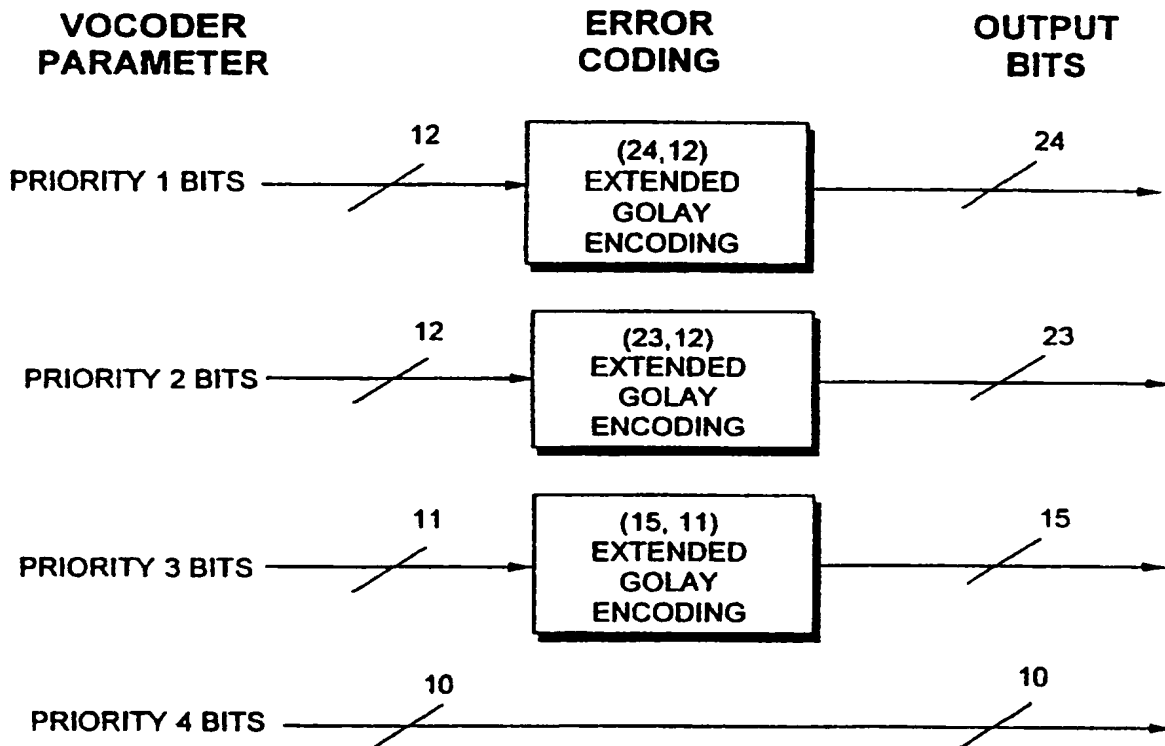 VOCODER
PARAMETER
ERROR
CODING
OUTPUT
BITS
PRIORITY 1 BITS
12
(24,12)
EXTENDED
GOLAY
ENCODING
24
PRIORITY 2 BITS
12
(23,12)
EXTENDED
GOLAY
ENCODING
23
PRIORITY 3 BITS
11
(15, 11)
EXTENDED
GOLAY
ENCODING
15
PRIORITY 4 BITS
10
10